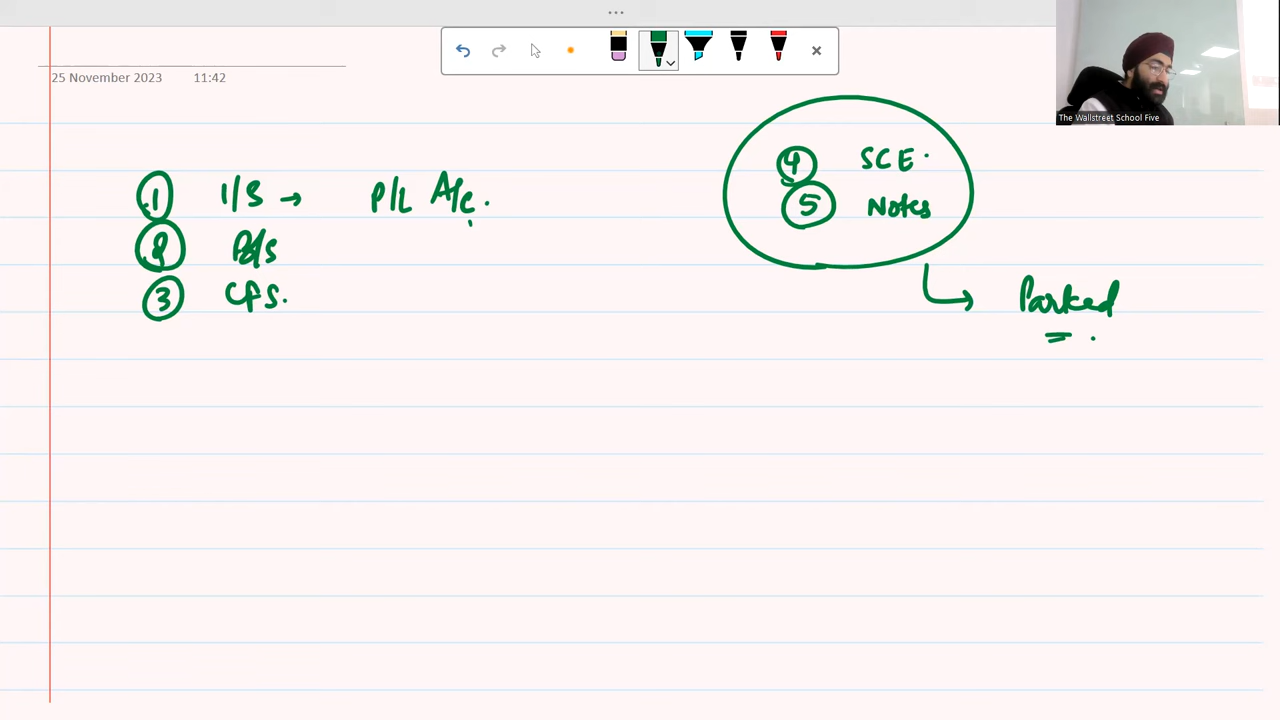 25 November 2023 11:42
The Wallstreet School Five
① I/S → P/L A/c.
② B/S
③ CFS.
④ SCE.
⑤ Notes
Parked